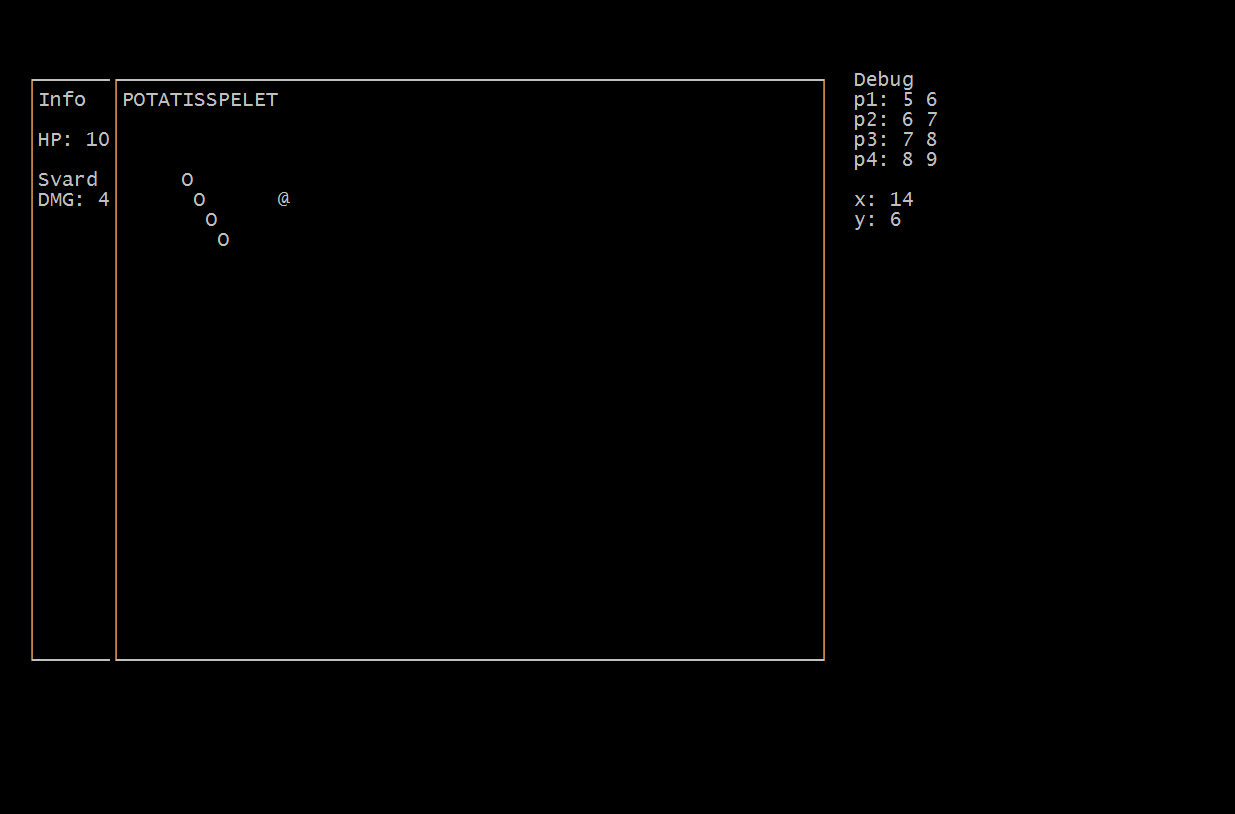 Info
HP: 10
Svard
DMG: 4
POTATISSPELET
O
O
@
O
O
Debug
p1: 5 6
p2: 6 7
p3: 7 8
p4: 8 9
x: 14
y: 6